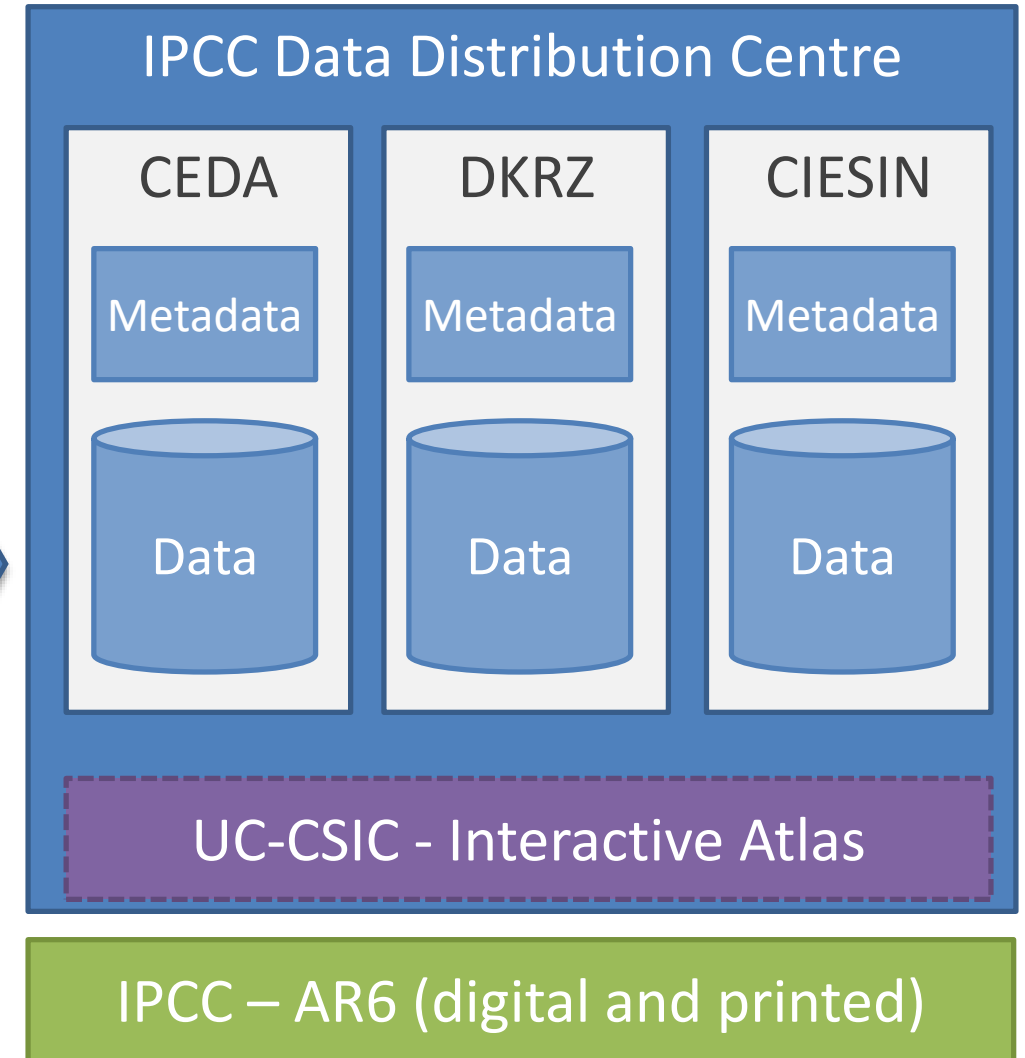 IPCC Data Distribution Centre
CEDA
DKRZ
CIESIN
Metadata
Metadata
Metadata
Data
Data
Data
UC-CSIC - Interactive Atlas
IPCC – AR6 (digital and printed)